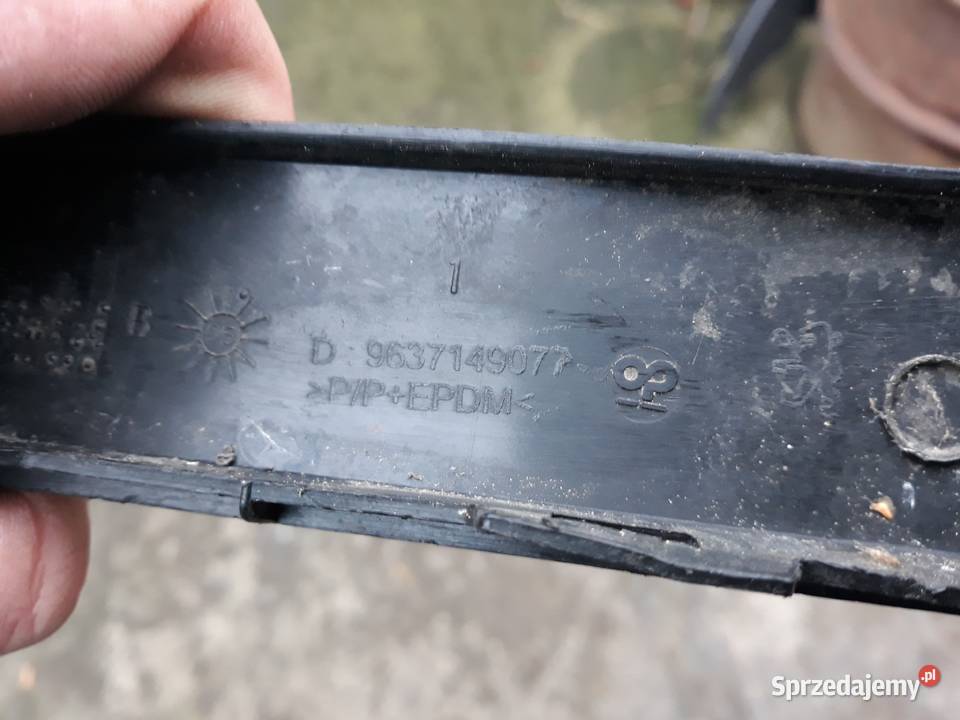 1
B
D 9637149077
>P/P+EPDM<
Sprzedajemy.pl